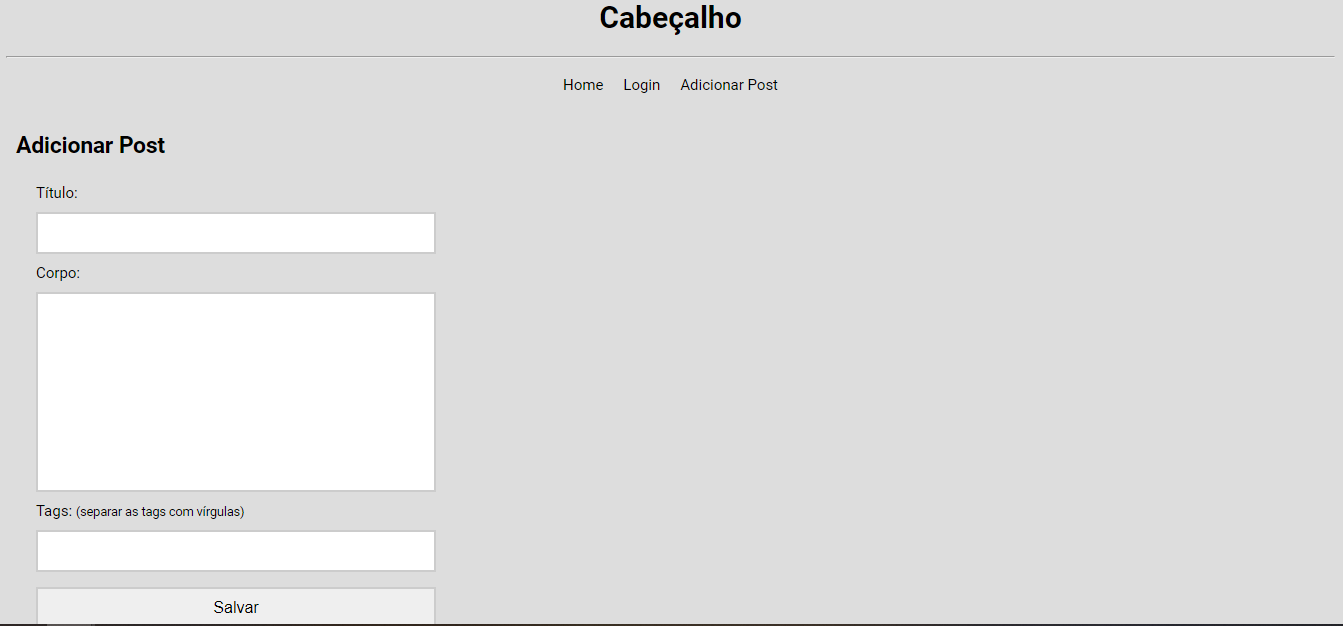 Cabeçalho
Home Login Adicionar Post
Adicionar Post
Título:
Corpo:
Tags: (separar as tags com vírgulas)
Salvar